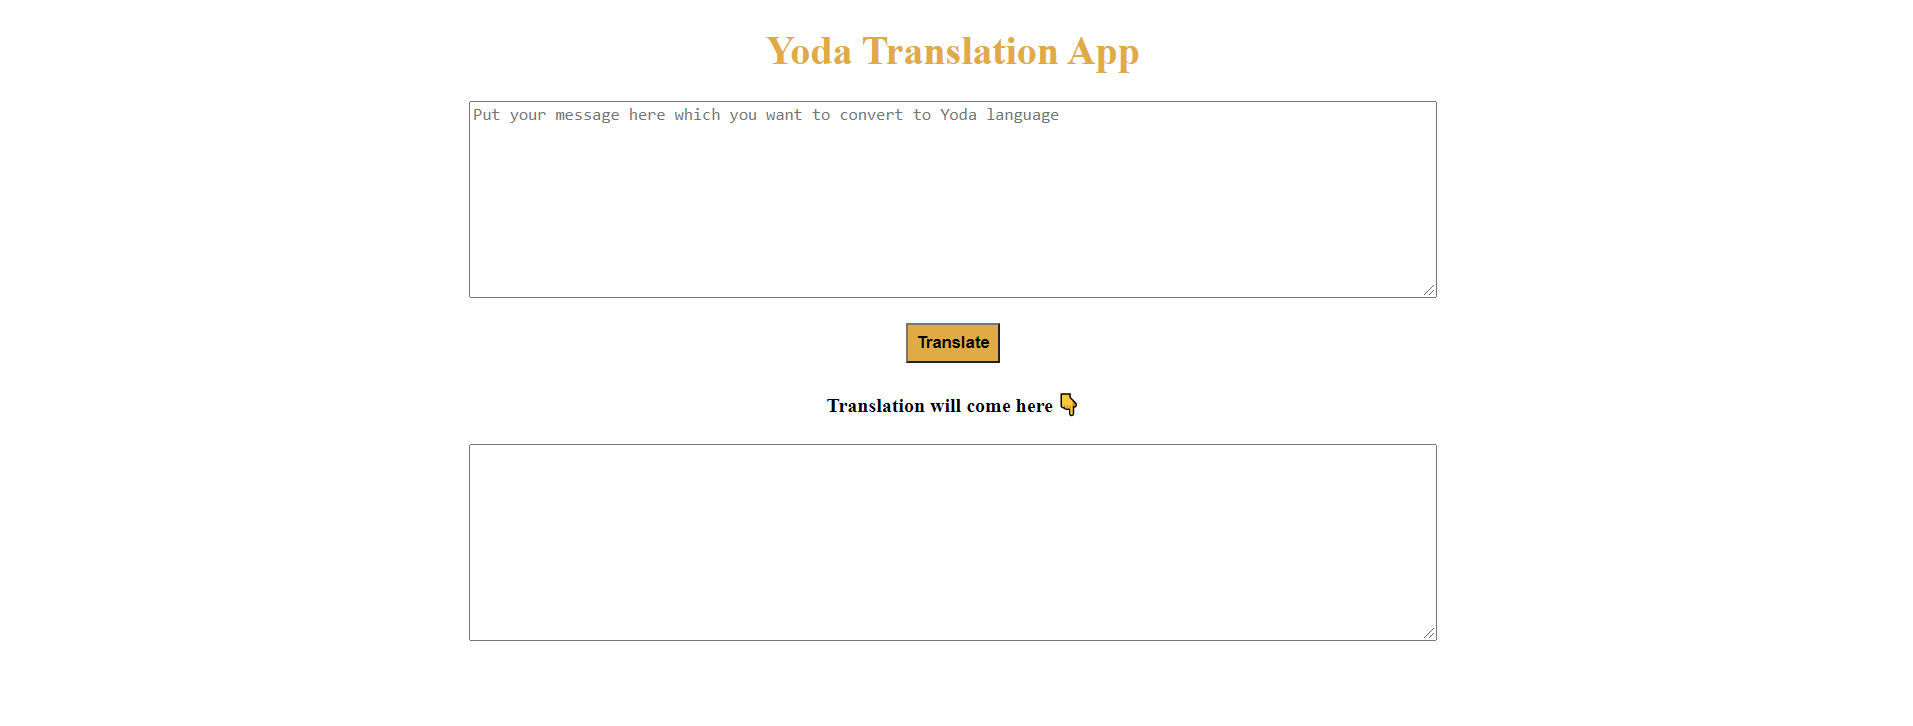 Yoda Translation App
Put your message here which you want to convert to Yoda language
Translate
Translation will come here 👇